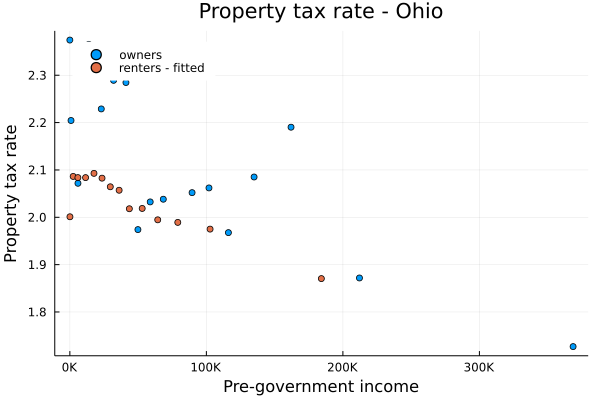 Property tax rate - Ohio
owners
renters - fitted
2.3
2.2
2.1
2.0
1.9
1.8
Property tax rate
0K 100K 200K 300K
Pre-government income